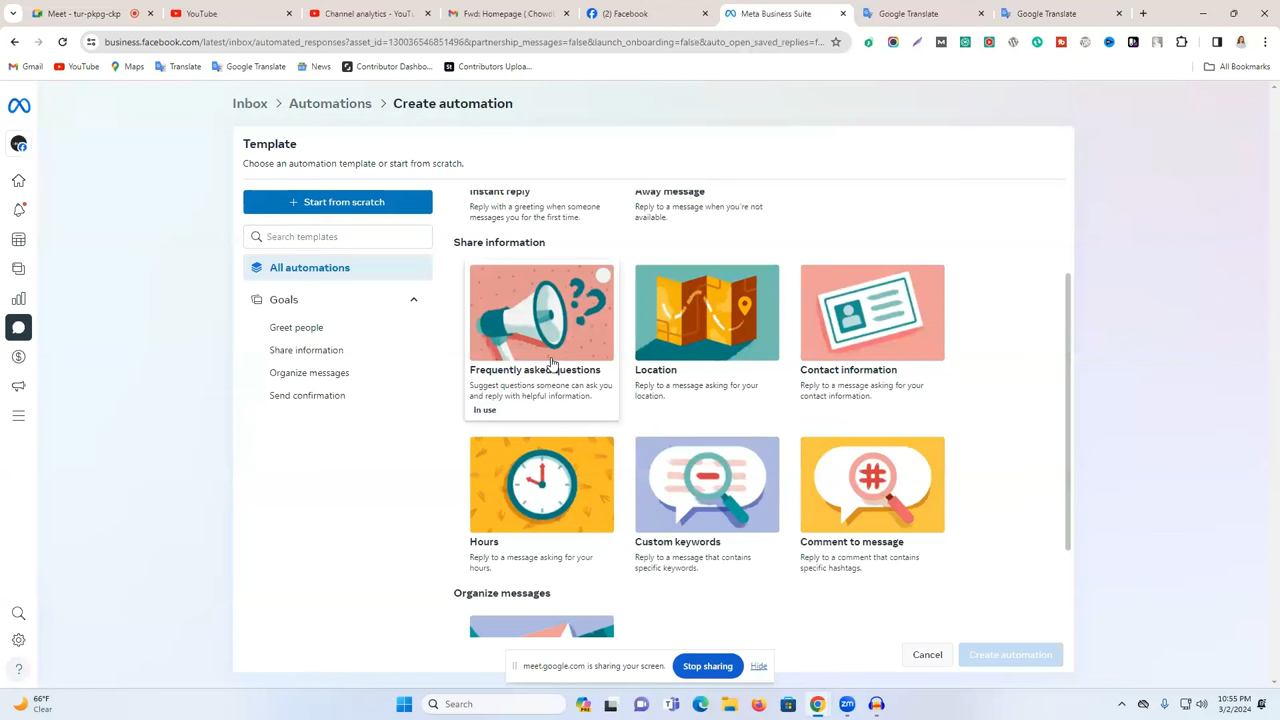 Meet - tur-pypg-zng
YouTube
Channel analytics - YouT
Fwd: Homepage ( Chowd
(2) Facebook
Meta Business Suite
Google Translate
Google Translate
business.facebook.com/latest/inbox/automated_responses?asset_id=130036546851496&partnership_messages=false&launch_onboarding=false&auto_open_saved_replies=f...
Gmail
YouTube
Maps
Translate
Google Translate
News
Contributor Dashbo...
Contributors Uploa...
All Bookmarks
Inbox > Automations > Create automation
Template
Choose an automation template or start from scratch.
+ Start from scratch
Search templates
All automations
Goals
Greet people
Share information
Organize messages
Send confirmation
Instant reply
Reply with a greeting when someone
messages you for the first time.
Away message
Reply to a message when you're not
available.
Share information
Frequently asked questions
Suggest questions someone can ask you
and reply with helpful information.
In use
Location
Reply to a message asking for your
location.
Contact information
Reply to a message asking for your
contact information.
Hours
Reply to a message asking for your
hours.
Custom keywords
Reply to a message that contains
specific keywords.
Comment to message
Reply to a comment that contains
specific hashtags.
Organize messages
Cancel
Create automation
meet.google.com is sharing your screen.
Stop sharing
Hide
66°F
Clear
Search
10:55 PM
3/2/2024